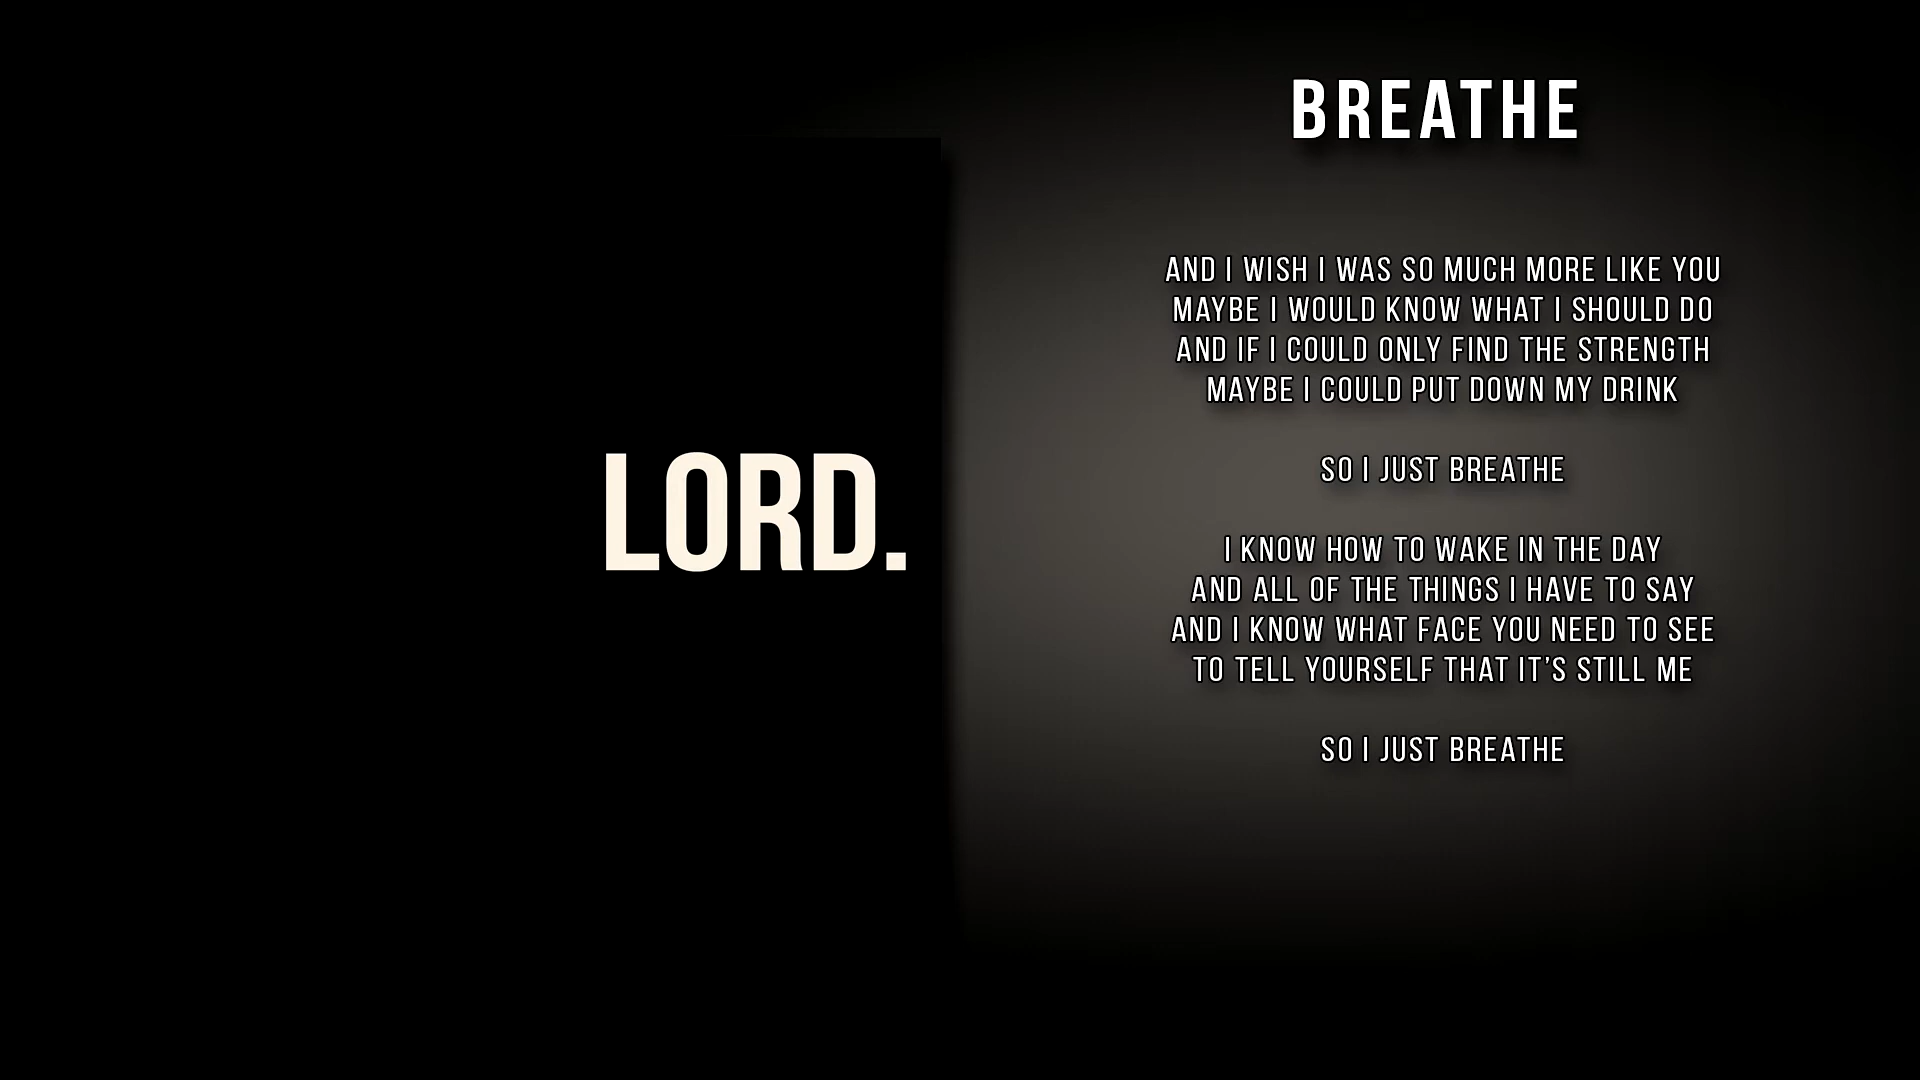 LORD.
BREATHE
AND I WISH I WAS SO MUCH MORE LIKE YOU
MAYBE I WOULD KNOW WHAT I SHOULD DO
AND IF I COULD ONLY FIND THE STRENGTH
MAYBE I COULD PUT DOWN MY DRINK
SO I JUST BREATHE
I KNOW HOW TO WAKE IN THE DAY
AND ALL OF THE THINGS I HAVE TO SAY
AND I KNOW WHAT FACE YOU NEED TO SEE
TO TELL YOURSELF THAT IT’S STILL ME
SO I JUST BREATHE